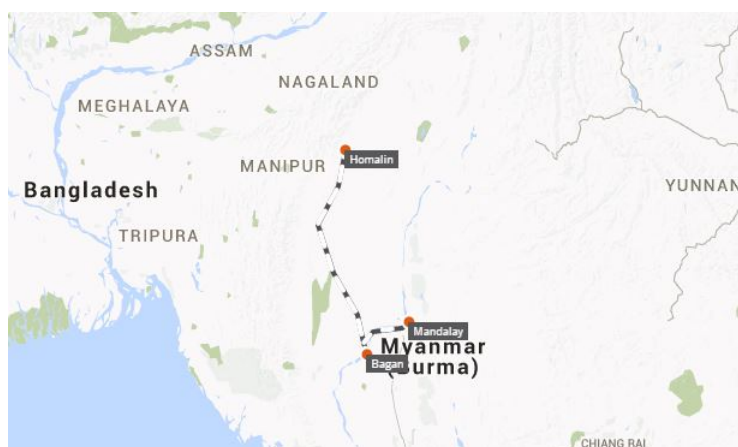 ASSAM
NAGALAND
MEGHALAYA
Homalin
MANIPUR
YUNNAN
Bangladesh
TRIPURA
Mandalay
Myanmar
(Burma)
Bagan
CHIANG RAI